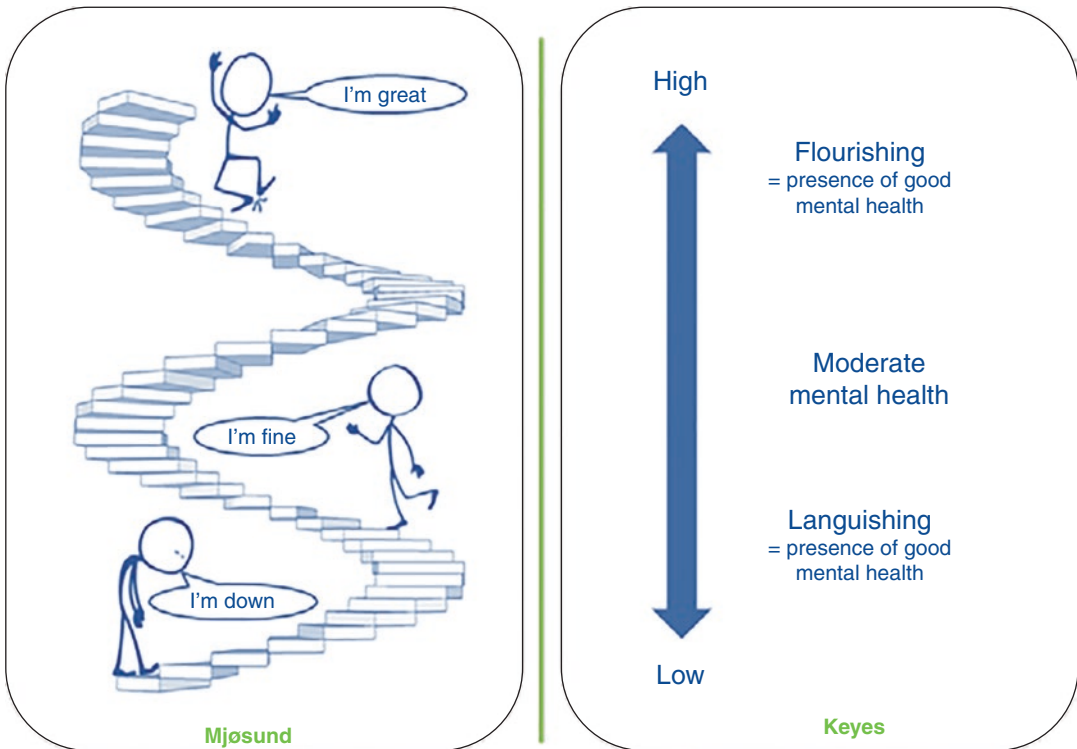 I'm great
I'm fine
I'm down
Mjøsund
High
Flourishing
= presence of good
mental health
Moderate
mental health
Languishing
= presence of good
mental health
Low
Keyes